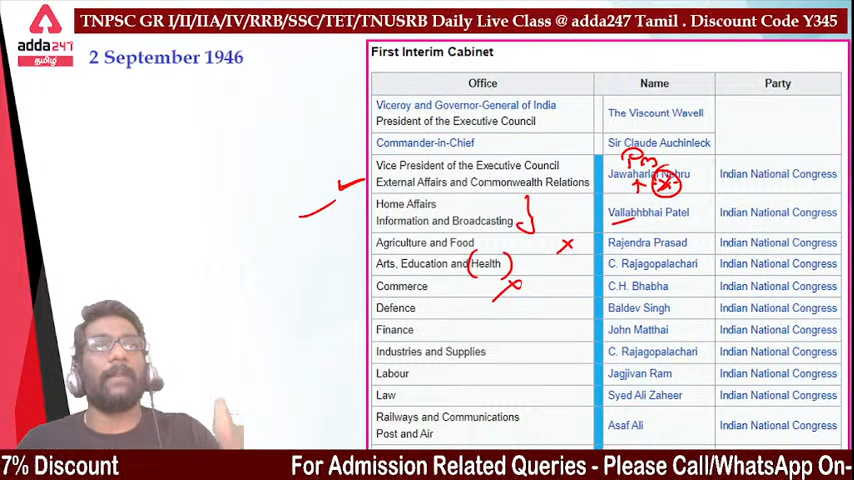 TNPSC GR I/II/IIA/IV/RRB/SSC/TET/TNUSRB Daily Live Class @ adda247 Tamil . Discount Code Y345
adda247
தமிழ்
2 September 1946
First Interim Cabinet
Office Name Party
Viceroy and Governor-General of India
President of the Executive Council
The Viscount Wavell
Commander-in-Chief Sir Claude Auchinleck
Pm
Vice President of the Executive Council
External Affairs and Commonwealth Relations
Jawaharlal Nehru Indian National Congress
Home Affairs
Information and Broadcasting
Vallabhbhai Patel Indian National Congress
Agriculture and Food Rajendra Prasad Indian National Congress
Arts, Education and Health C. Rajagopalachari Indian National Congress
Commerce C.H. Bhabha Indian National Congress
Defence Baldev Singh Indian National Congress
Finance John Matthai Indian National Congress
Industries and Supplies C. Rajagopalachari Indian National Congress
Labour Jagjivan Ram Indian National Congress
Law Syed Ali Zaheer Indian National Congress
Railways and Communications
Post and Air
Asaf Ali Indian National Congress
7% Discount For Admission Related Queries - Please Call/WhatsApp On-